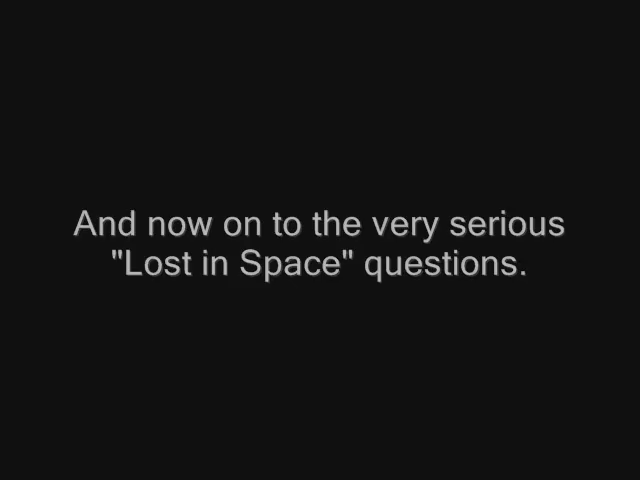 And now on to the very serious
"Lost in Space" questions.